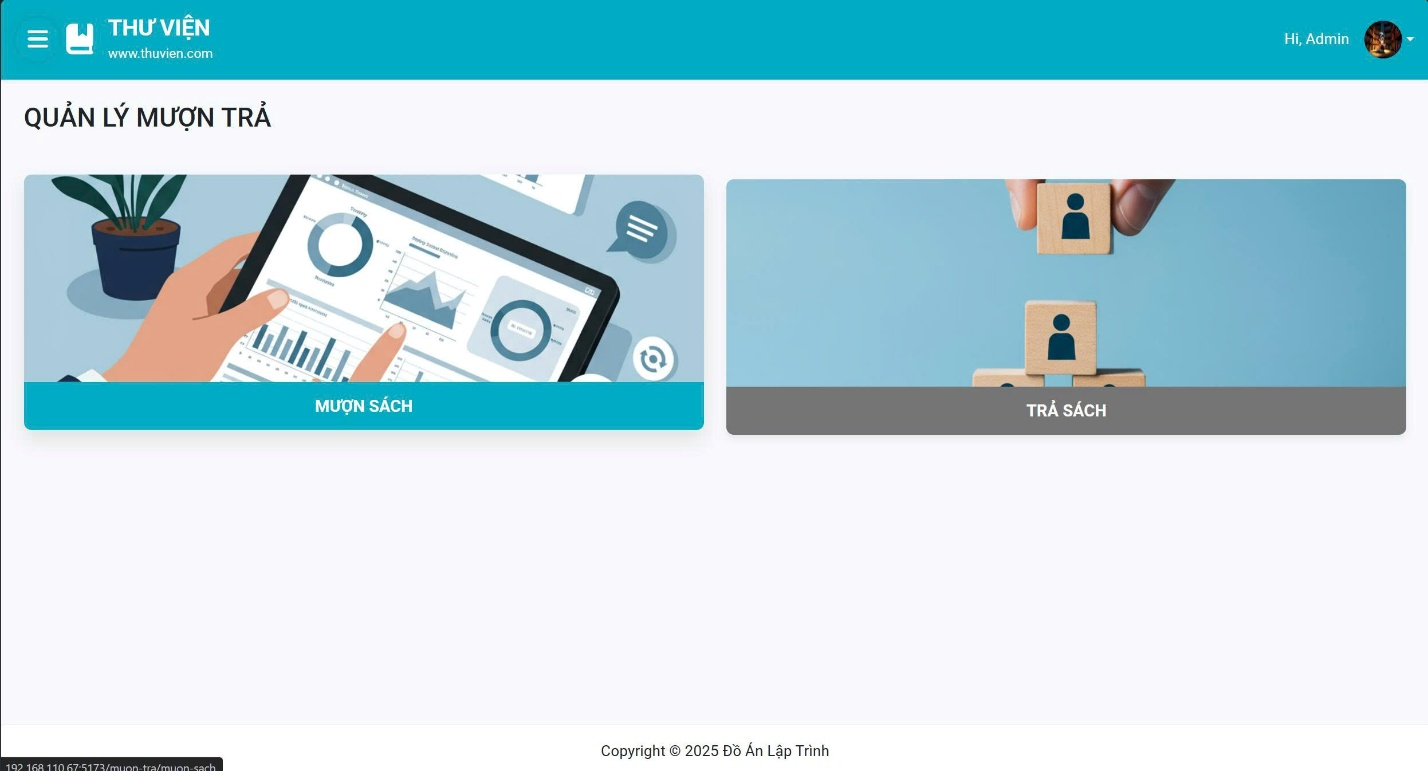 THƯ VIỆN
www.thuvien.com
Hi, Admin
QUẢN LÝ MƯỢN TRẢ
MƯỢN SÁCH
TRẢ SÁCH
Copyright © 2025 Đồ Án Lập Trình
192.168.110.67:5173/muon-tra/muon-sach